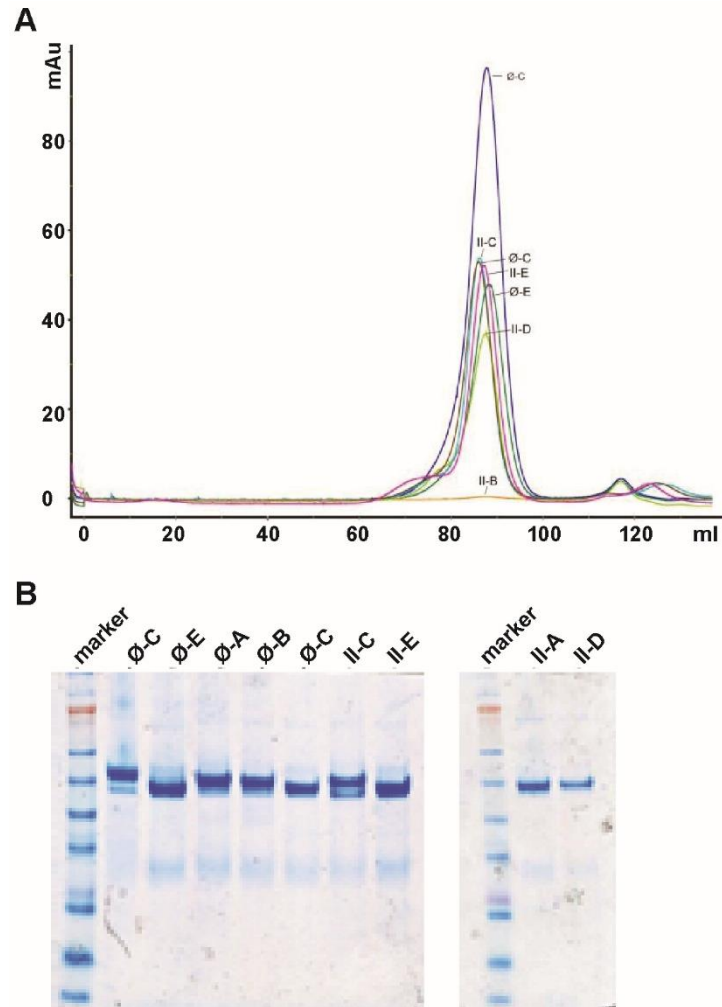 A
mAu
80
60
40
20
0
Ø-C
II-C
Ø-C
II-E
Ø-E
II-D
II-B
0 20 40 60 80 100 120 ml
B
marker Ø-C Ø-E Ø-A Ø-B Ø-C II-C II-E marker II-A II-D